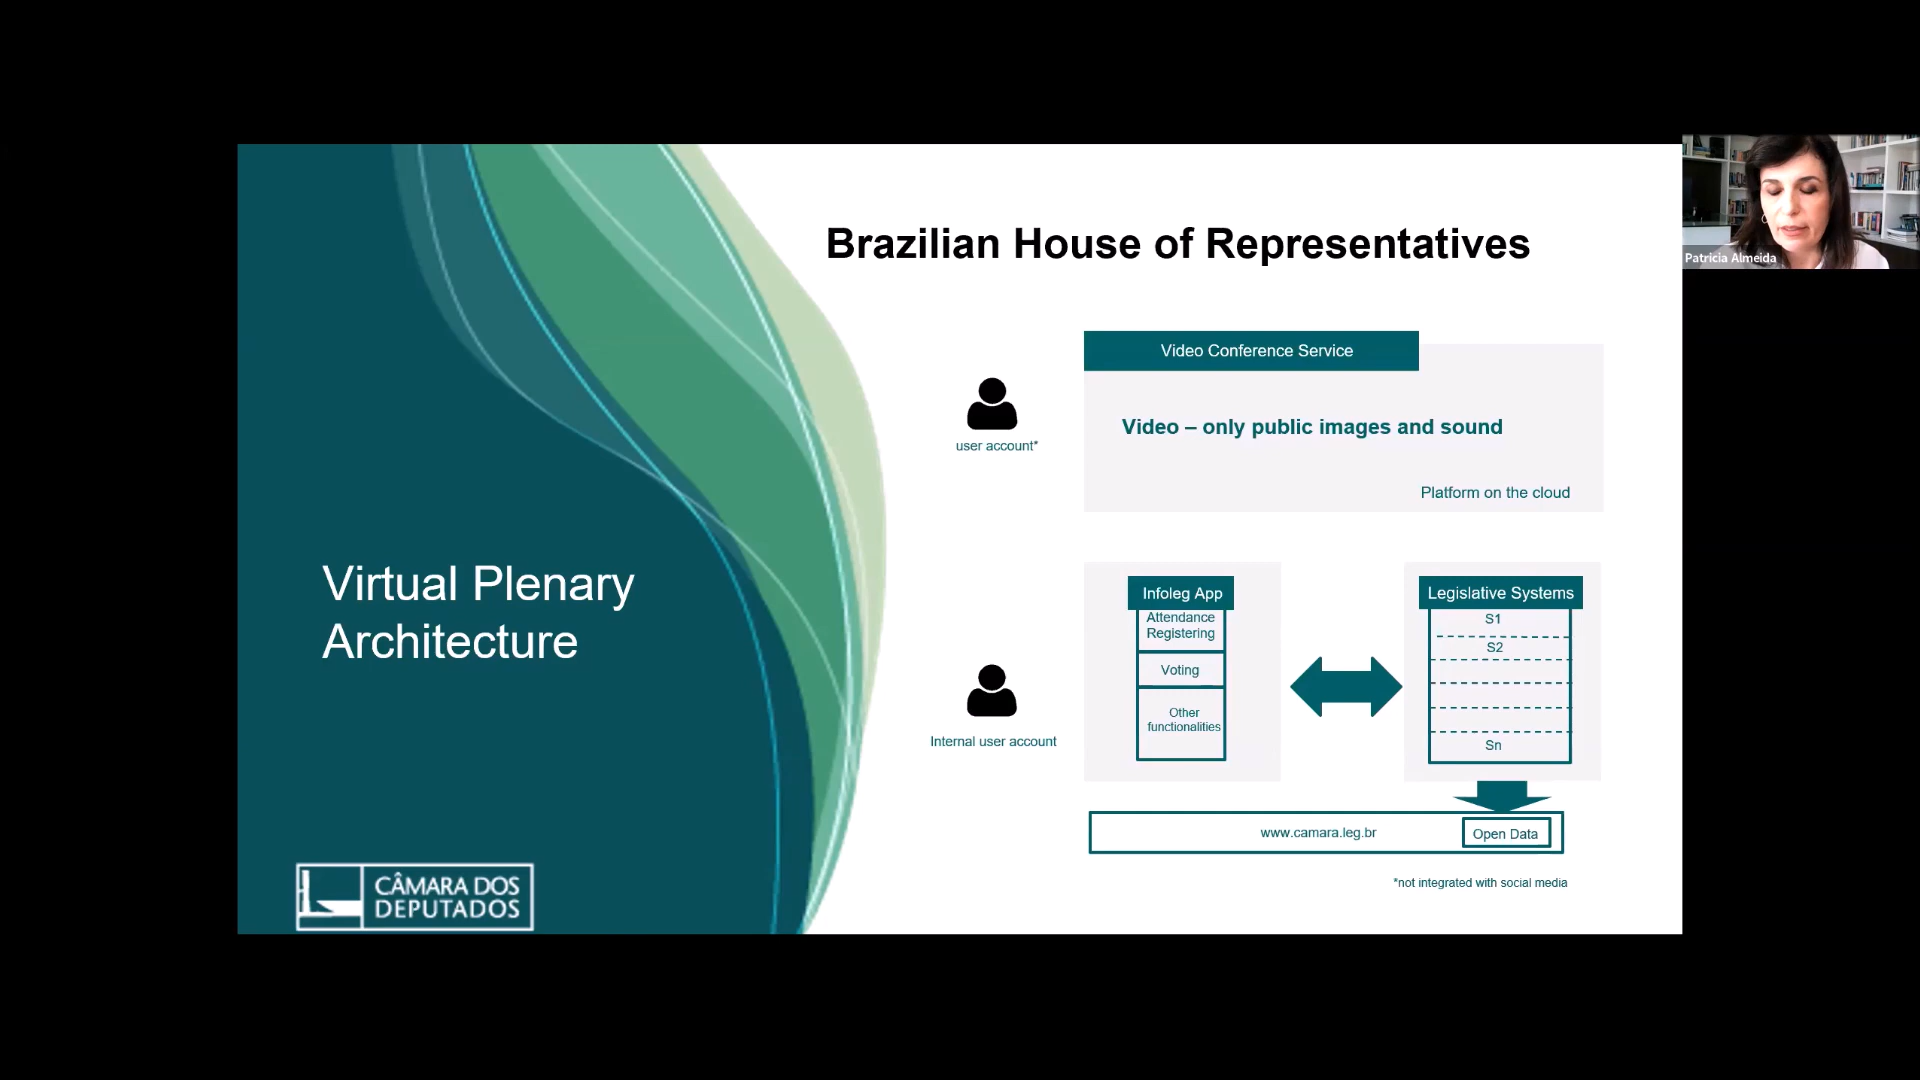 Brazilian House of Representatives
Virtual Plenary
Architecture
CÂMARA DOS
DEPUTADOS
user account*
Video Conference Service
Video – only public images and sound
Platform on the cloud
Internal user account
Infoleg App
Attendance
Registering
Voting
Other
functionalities
Legislative Systems
S1
S2
Sn
www.camara.leg.br
Open Data
*not integrated with social media
Patricia Almeida